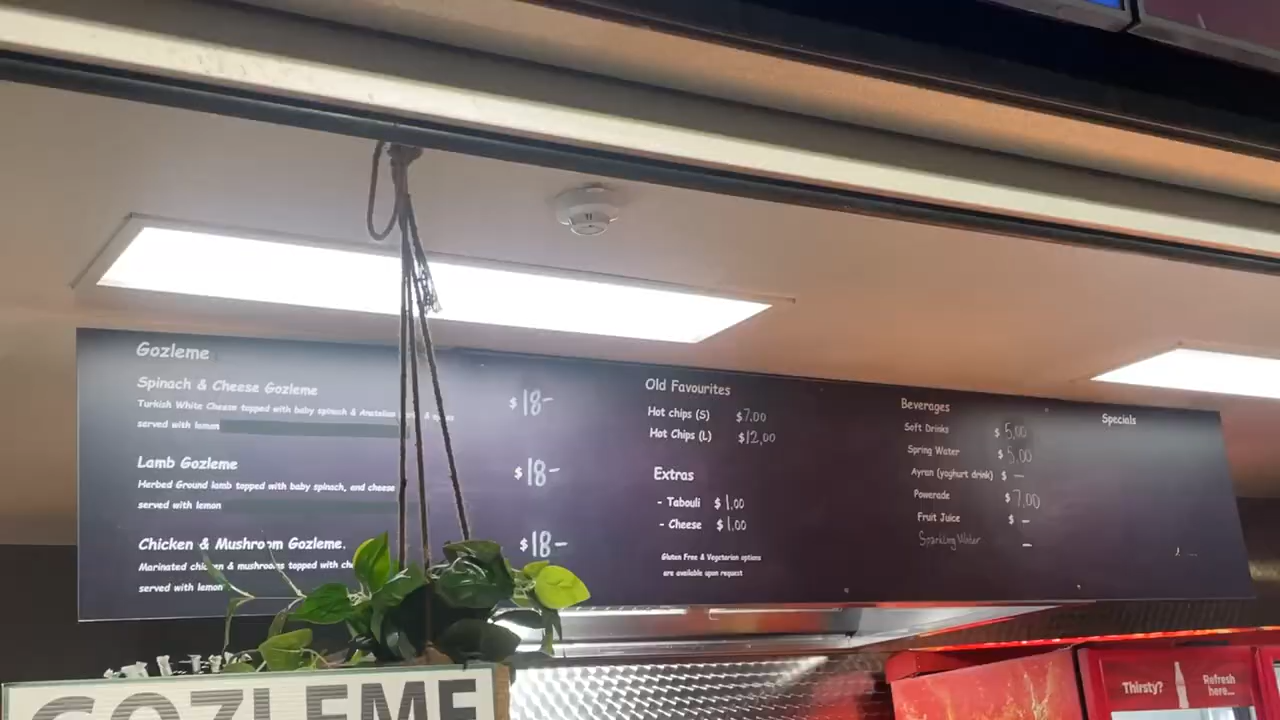 Gozleme
Spinach & Cheese Gozleme
$18-
Turkish White Cheese topped with baby spinach & Anatolian &
served with lemon
Lamb Gozleme
$18-
Herbed Ground lamb topped with baby spinach, and cheese
served with lemon
Chicken & Mushroom Gozleme.
$18-
Marinated chicken & mushrooms topped with
served with lemon
Old Favourites
Hot chips (S) $7.00
Hot Chips (L) $12,00
Extras
- Tabouli $1.00
- Cheese $1.00
Gluten Free & Vegetarian options
are available upon request
Beverages
Soft Drinks $5,00
Spring Water $5,00
Ayran (yoghurt drink) $ -
Powerade $7,00
Fruit Juice $ -
Sparkling Water -
Specials
GOZLEME
Thirsty?
Refresh
here...